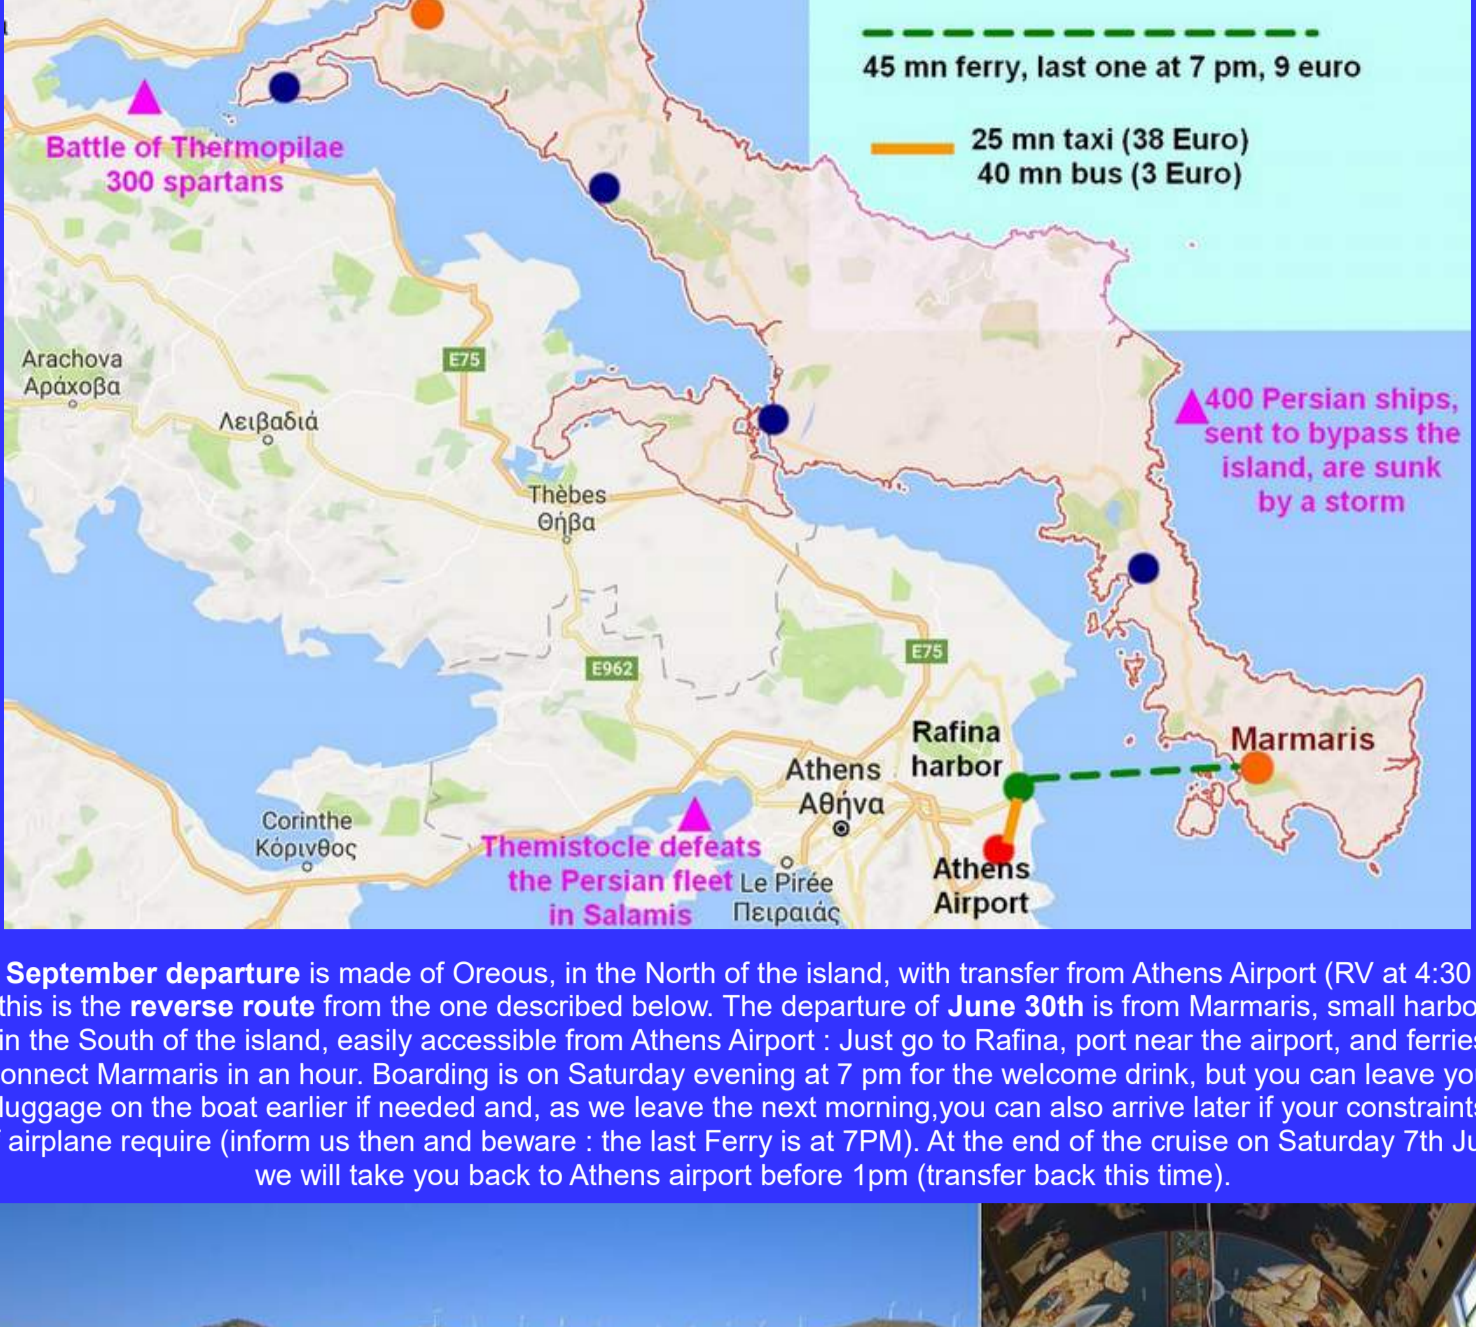 45 mn ferry, last one at 7 pm, 9 euro
25 mn taxi (38 Euro)
40 mn bus (3 Euro)
Battle of Thermopilae
300 spartans
Arachova
Αράχοβα
E75
Λειβαδιά
400 Persian ships,
sent to bypass the
island, are sunk
by a storm
Thèbes
Θήβα
E962
E75
Rafina
harbor
Marmaris
Athens
Αθήνα
Corinthe
Κόρινθος
Themistocle defeats
the Persian fleet
in Salamis
Le Pirée
Πειραιάς
Athens
Airport
September departure is made of Oreous, in the North of the island, with transfer from Athens Airport (RV at 4:30
this is the reverse route from the one described below. The departure of June 30th is from Marmaris, small harbo
in the South of the island, easily accessible from Athens Airport : Just go to Rafina, port near the airport, and ferries
onnect Marmaris in an hour. Boarding is on Saturday evening at 7 pm for the welcome drink, but you can leave you
luggage on the boat earlier if needed and, as we leave the next morning,you can also arrive later if your constraints
airplane require (inform us then and beware : the last Ferry is at 7PM). At the end of the cruise on Saturday 7th Ju
we will take you back to Athens airport before 1pm (transfer back this time).